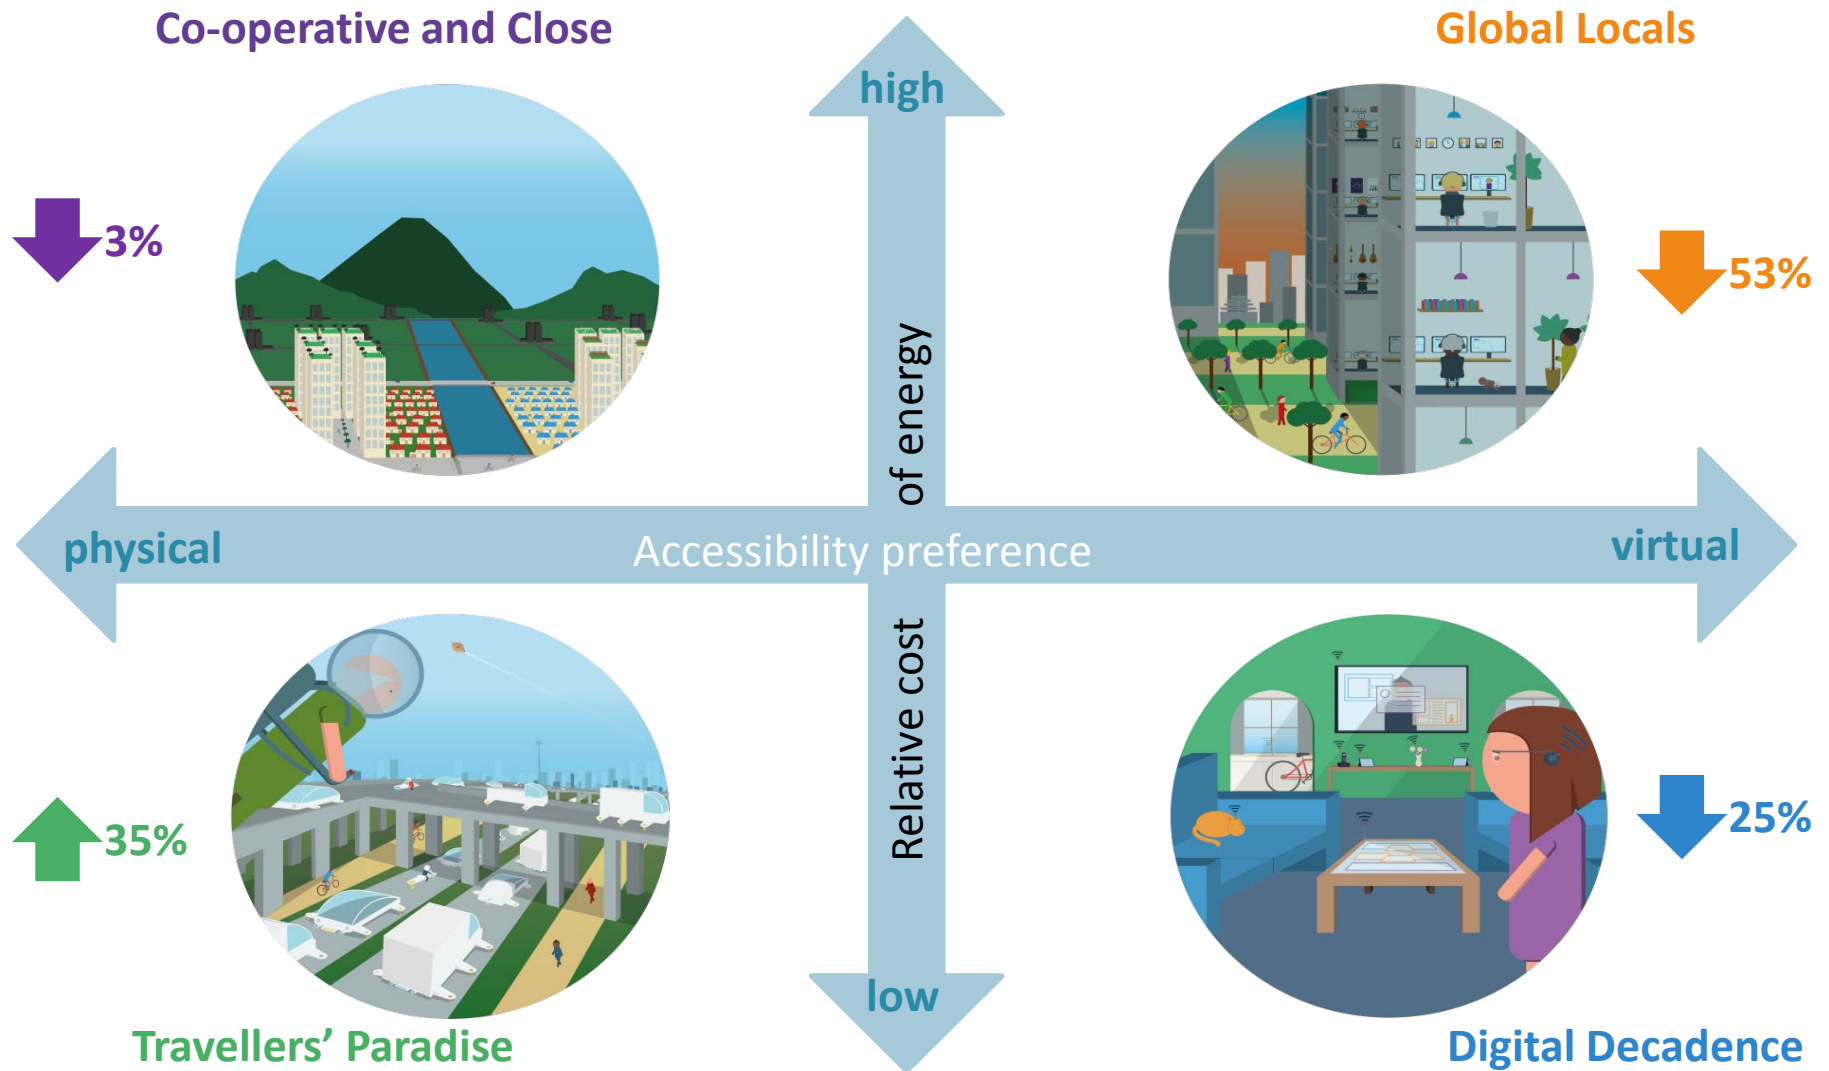 Co-operative and Close
Global Locals
high
3%
53%
Relative cost of energy
physical
Accessibility preference
virtual
35%
25%
low
Travellers’ Paradise
Digital Decadence